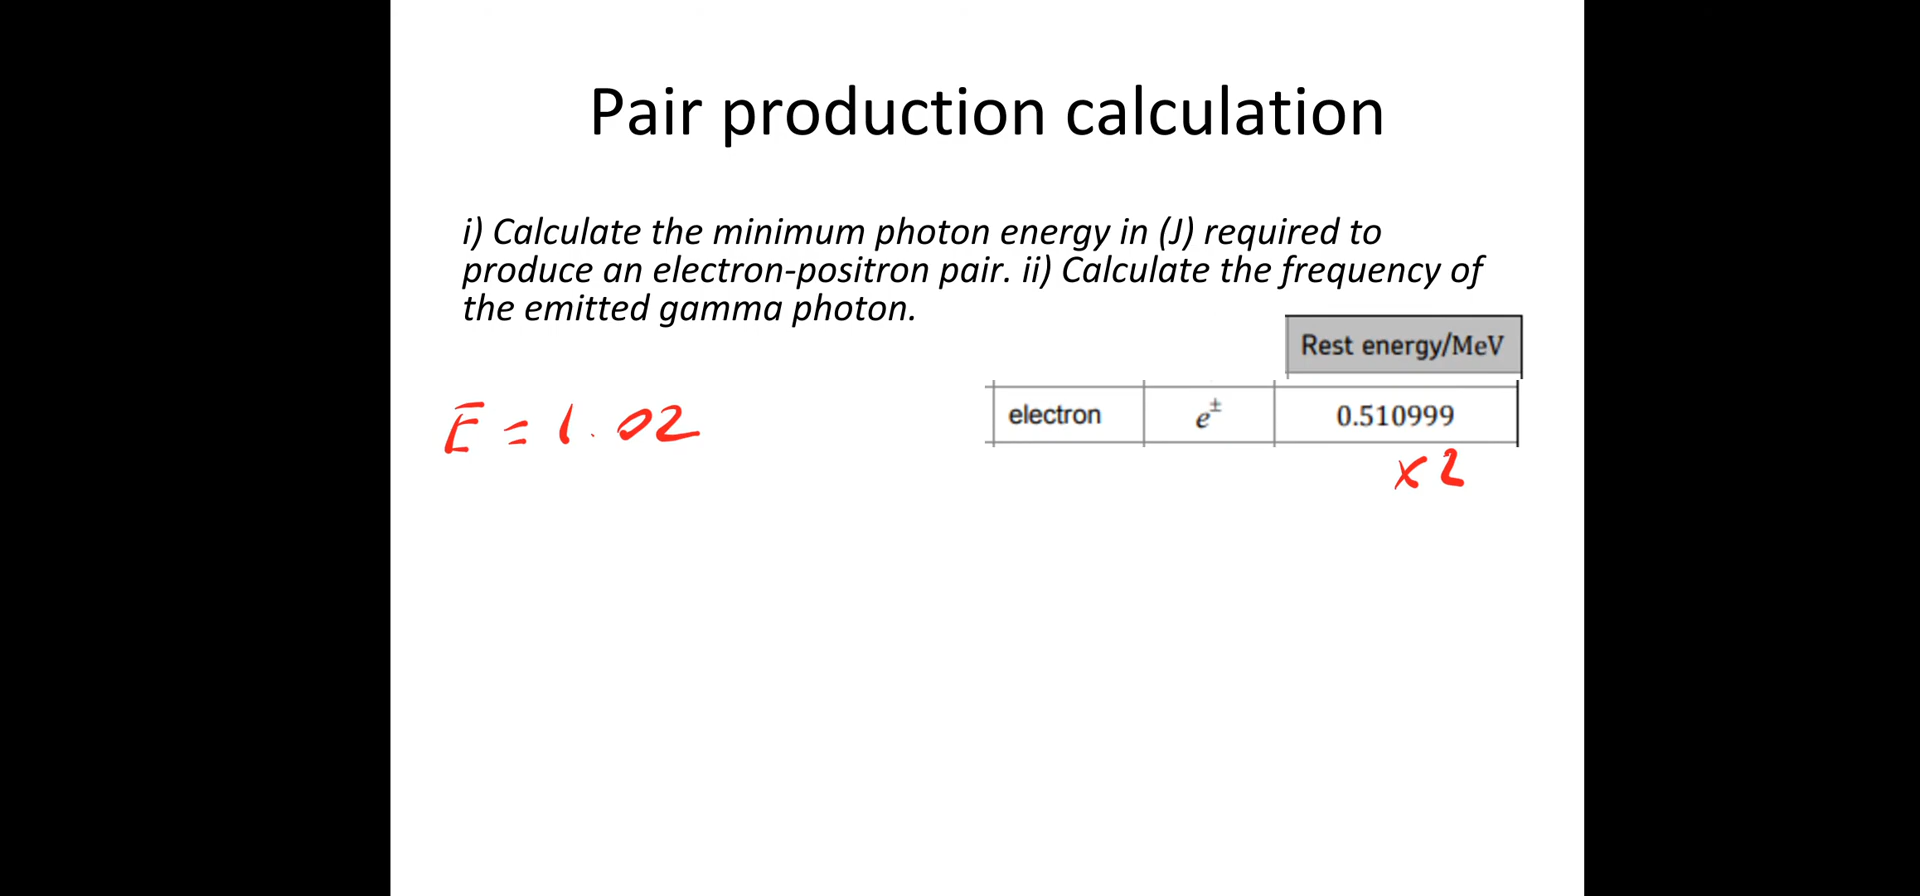 Pair production calculation
i) Calculate the minimum photon energy in (J) required to
produce an electron-positron pair. ii) Calculate the frequency of
the emitted gamma photon.
Rest energy/MeV
electron e± 0.510999
E = 1.02
x2